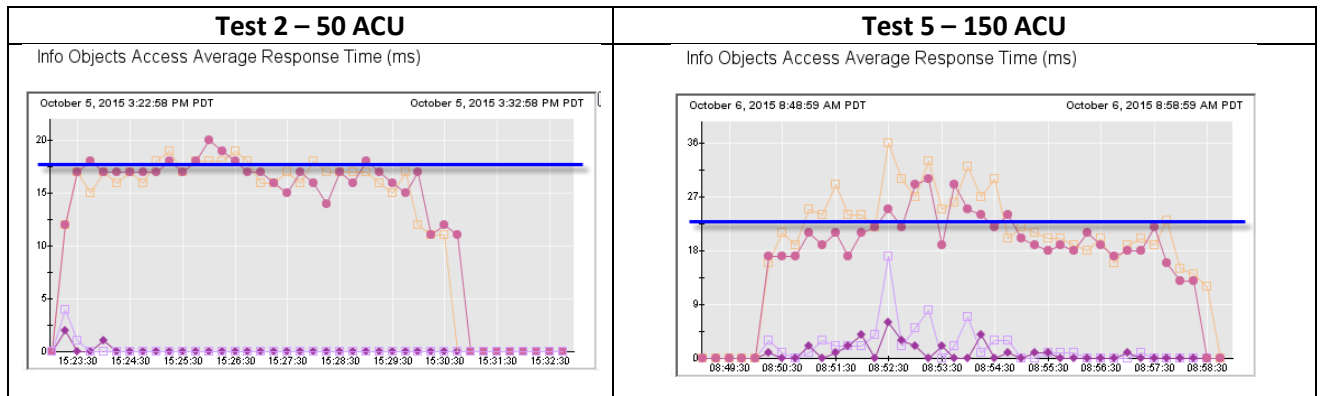 Test 2 – 50 ACU
Test 5 – 150 ACU
Info Objects Access Average Response Time (ms)
October 5, 2015 3:22:58 PM PDT
October 5, 2015 3:32:58 PM PDT
20
15
10
5
0
15:23:30 15:24:30 15:25:30 15:26:30 15:27:30 15:28:30 15:29:30 15:30:30 15:31:30 15:32:30
Info Objects Access Average Response Time (ms)
October 6, 2015 8:48:59 AM PDT
October 6, 2015 8:58:59 AM PDT
36
27
18
9
0
08:49:30 08:50:30 08:51:30 08:52:30 08:53:30 08:54:30 08:55:30 08:56:30 08:57:30 08:58:30